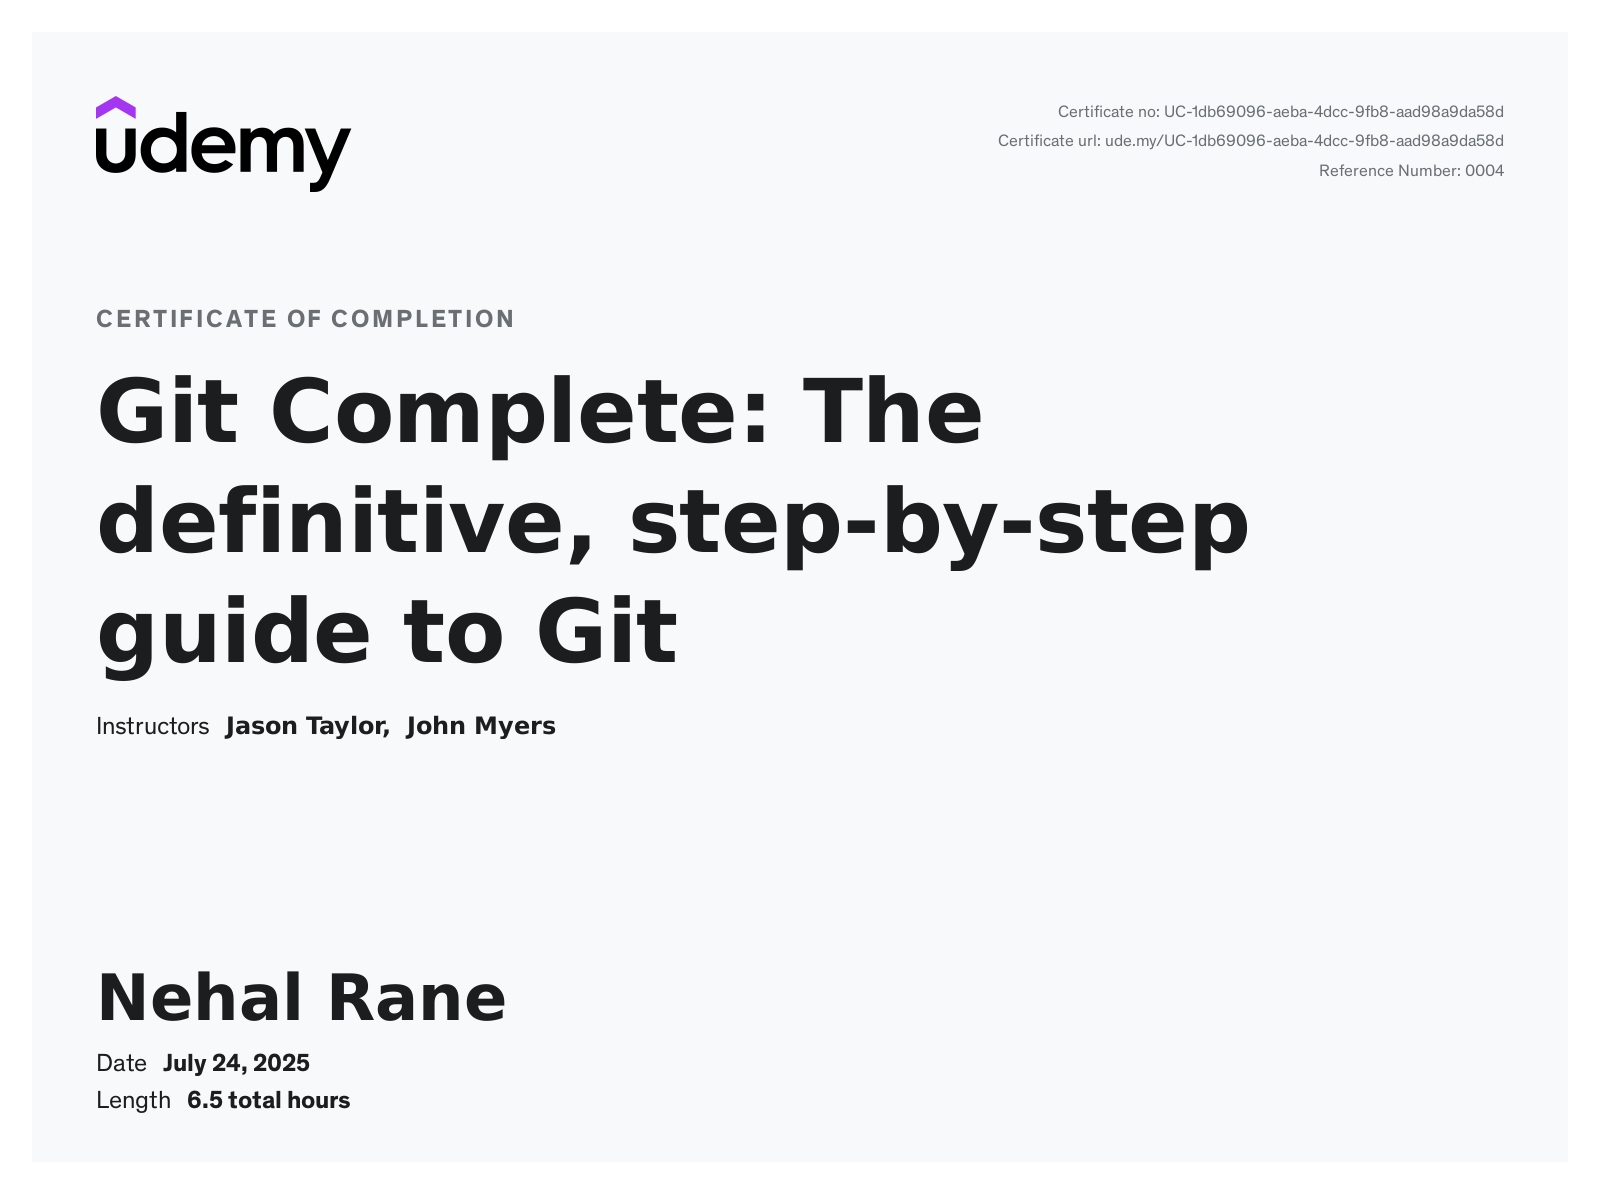 udemy
Certificate no: UC-1db69096-aeba-4dcc-9fb8-aad98a9da58d
Certificate url: ude.my/UC-1db69096-aeba-4dcc-9fb8-aad98a9da58d
Reference Number: 0004
CERTIFICATE OF COMPLETION
Git Complete: The
definitive, step-by-step
guide to Git
Instructors Jason Taylor, John Myers
Nehal Rane
Date July 24, 2025
Length 6.5 total hours